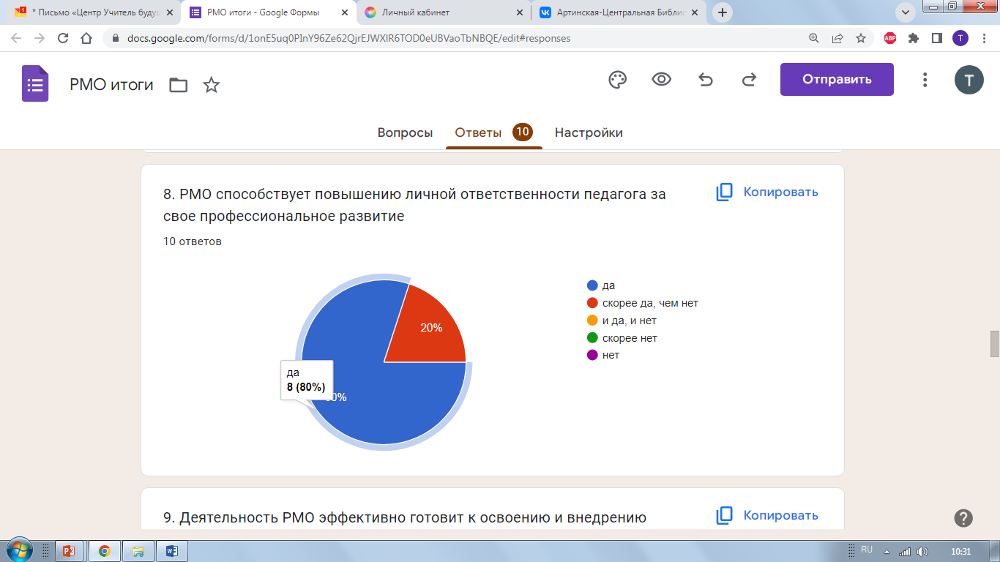 * Письмо «Центр Учитель будущ
РМО итоги - Google Формы
Личный кабинет
Артинская-Центральная Библио
docs.google.com/forms/d/1onE5uq0PInY96Ze62QjrEJWXlR6TOD0eUBVaoTbNBQE/edit#responses
ABP
T
РМО итоги
Отправить
T
Вопросы
Ответы 10
Настройки
8. РМО способствует повышению личной ответственности педагога за
свое профессиональное развитие
Копировать
10 ответов
да
скорее да, чем нет
и да, и нет
скорее нет
нет
20%
да
8 (80%)
9. Деятельность РМО эффективно готовит к освоению и внедрению
Копировать
RU
10:31